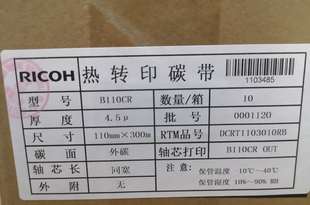 RICOH 热转印碳带
1103485
型号 B110CR 数量/箱 10
厚度 4.5μ 批号 0001120
尺寸 110mm×300m RTM品号 DCRT1103010RB
碳面 外碳 轴芯打印 B110CR OUT
轴芯长 同宽 注意 保管温度 -10℃~40℃
外附 无 保管湿度 10%~90% 期